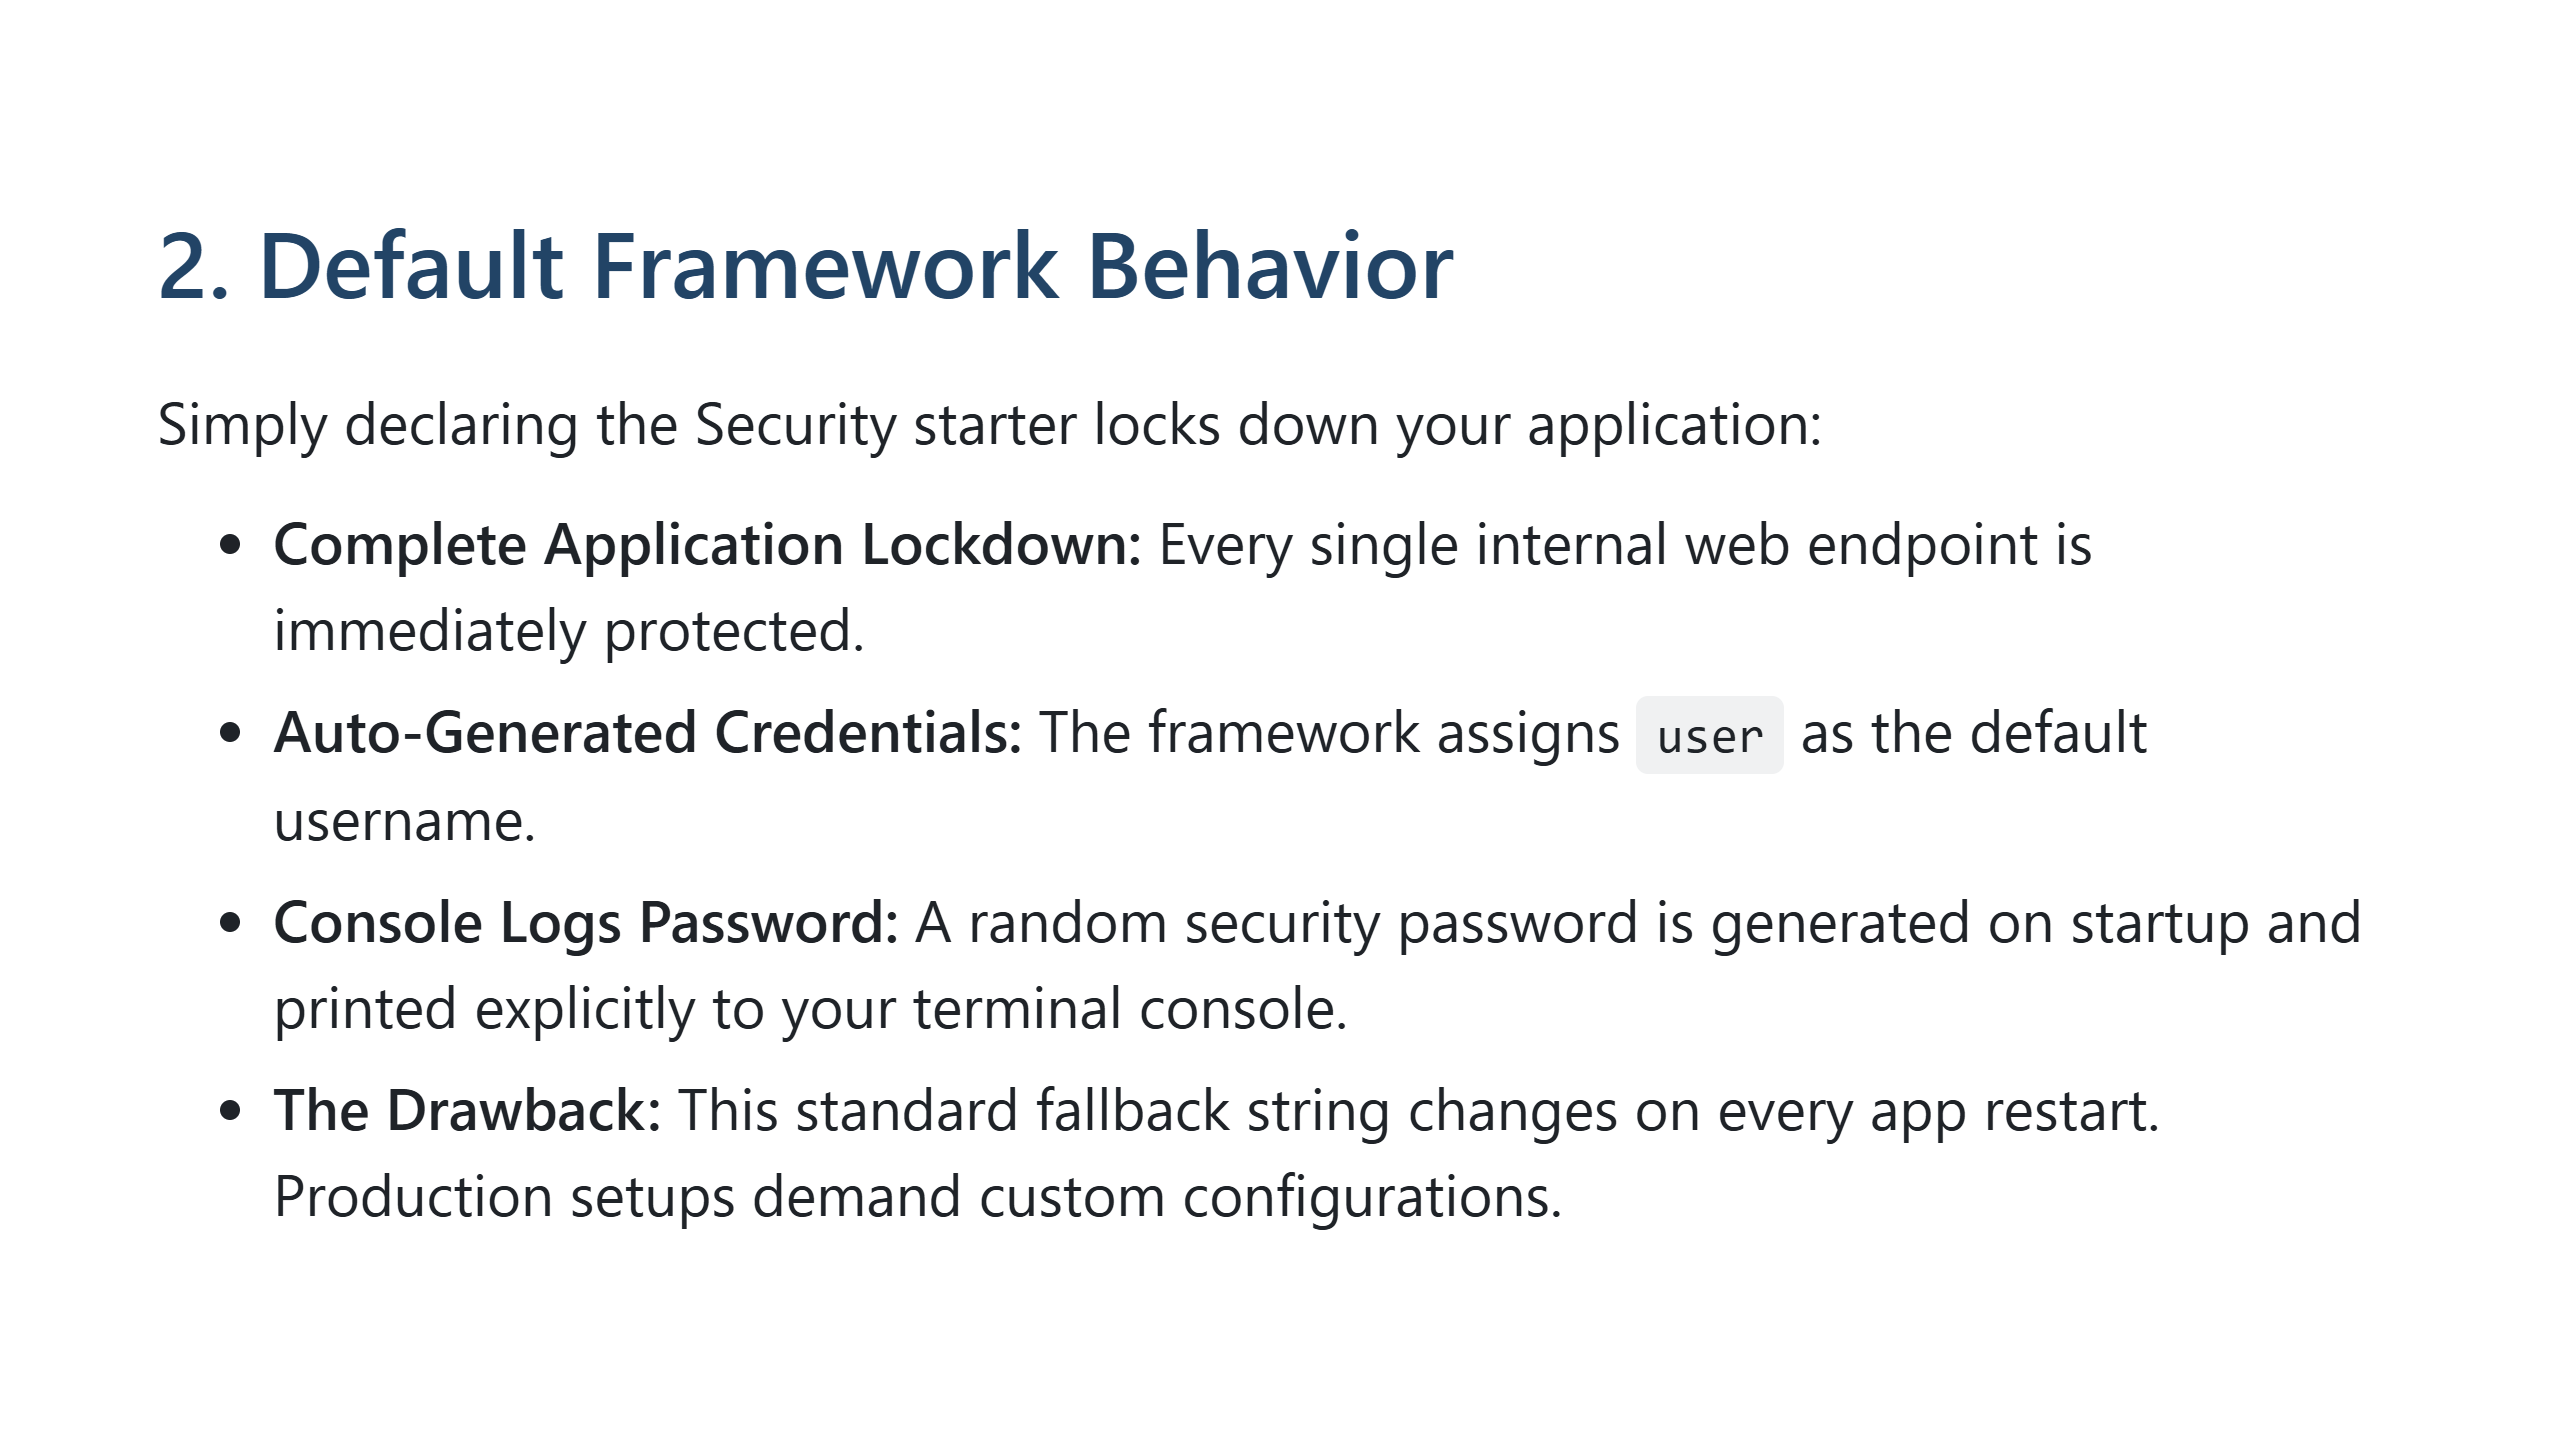 2. Default Framework Behavior
Simply declaring the Security starter locks down your application:
• Complete Application Lockdown: Every single internal web endpoint is
immediately protected.
• Auto-Generated Credentials: The framework assigns user as the default
username.
• Console Logs Password: A random security password is generated on startup and
printed explicitly to your terminal console.
• The Drawback: This standard fallback string changes on every app restart.
Production setups demand custom configurations.